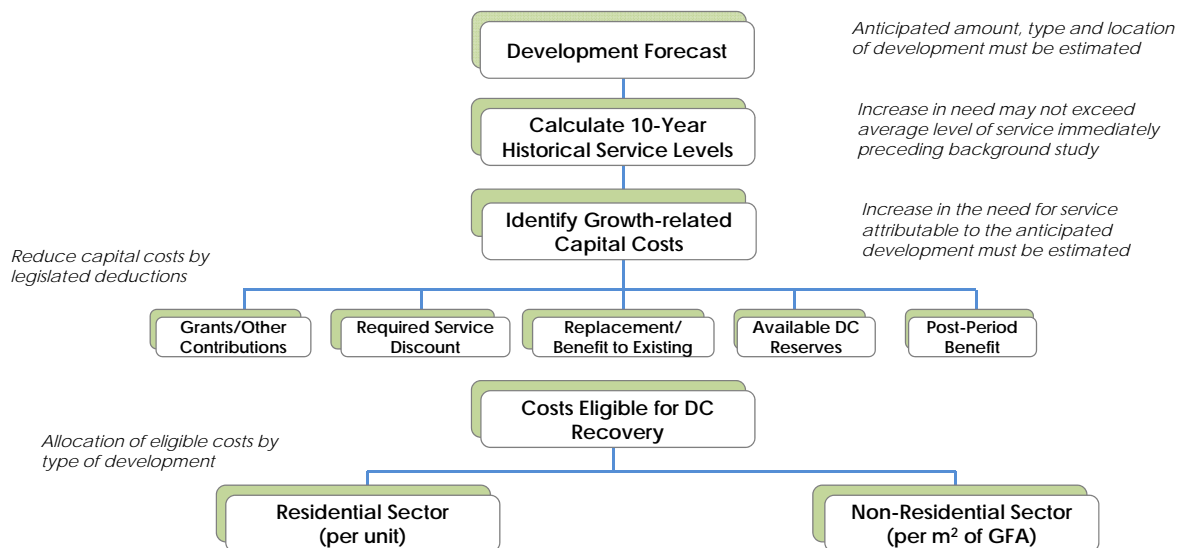 Development Forecast
Anticipated amount, type and location
of development must be estimated
Calculate 10-Year
Historical Service Levels
Increase in need may not exceed
average level of service immediately
preceding background study
Identify Growth-related
Capital Costs
Increase in the need for service
attributable to the anticipated
development must be estimated
Reduce capital costs by
legislated deductions
Grants/Other
Contributions
Required Service
Discount
Replacement/
Benefit to Existing
Available DC
Reserves
Post-Period
Benefit
Costs Eligible for DC
Recovery
Allocation of eligible costs by
type of development
Residential Sector
(per unit)
Non-Residential Sector
(per m² of GFA)